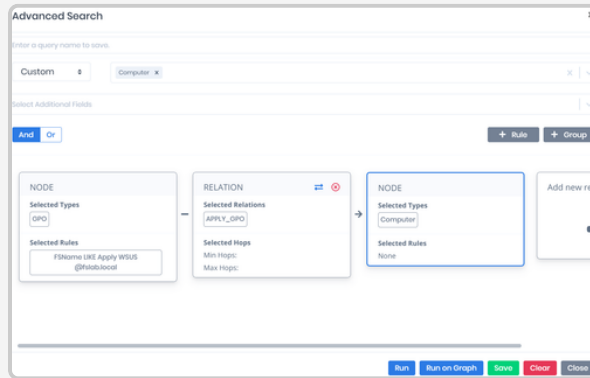 Advanced Search
Enter a query name to save.
Custom
Computer x
Select Additional Fields
And Or
+ Rule + Group
NODE
Selected Types
GPO
Selected Rules
FSName LIKE Apply WSUS
@fslab.local
RELATION
Selected Relations
APPLY_GPO
Selected Hops
Min Hops:
Max Hops:
NODE
Selected Types
Computer
Selected Rules
None
Add new re
Run Run on Graph Save Clear Close